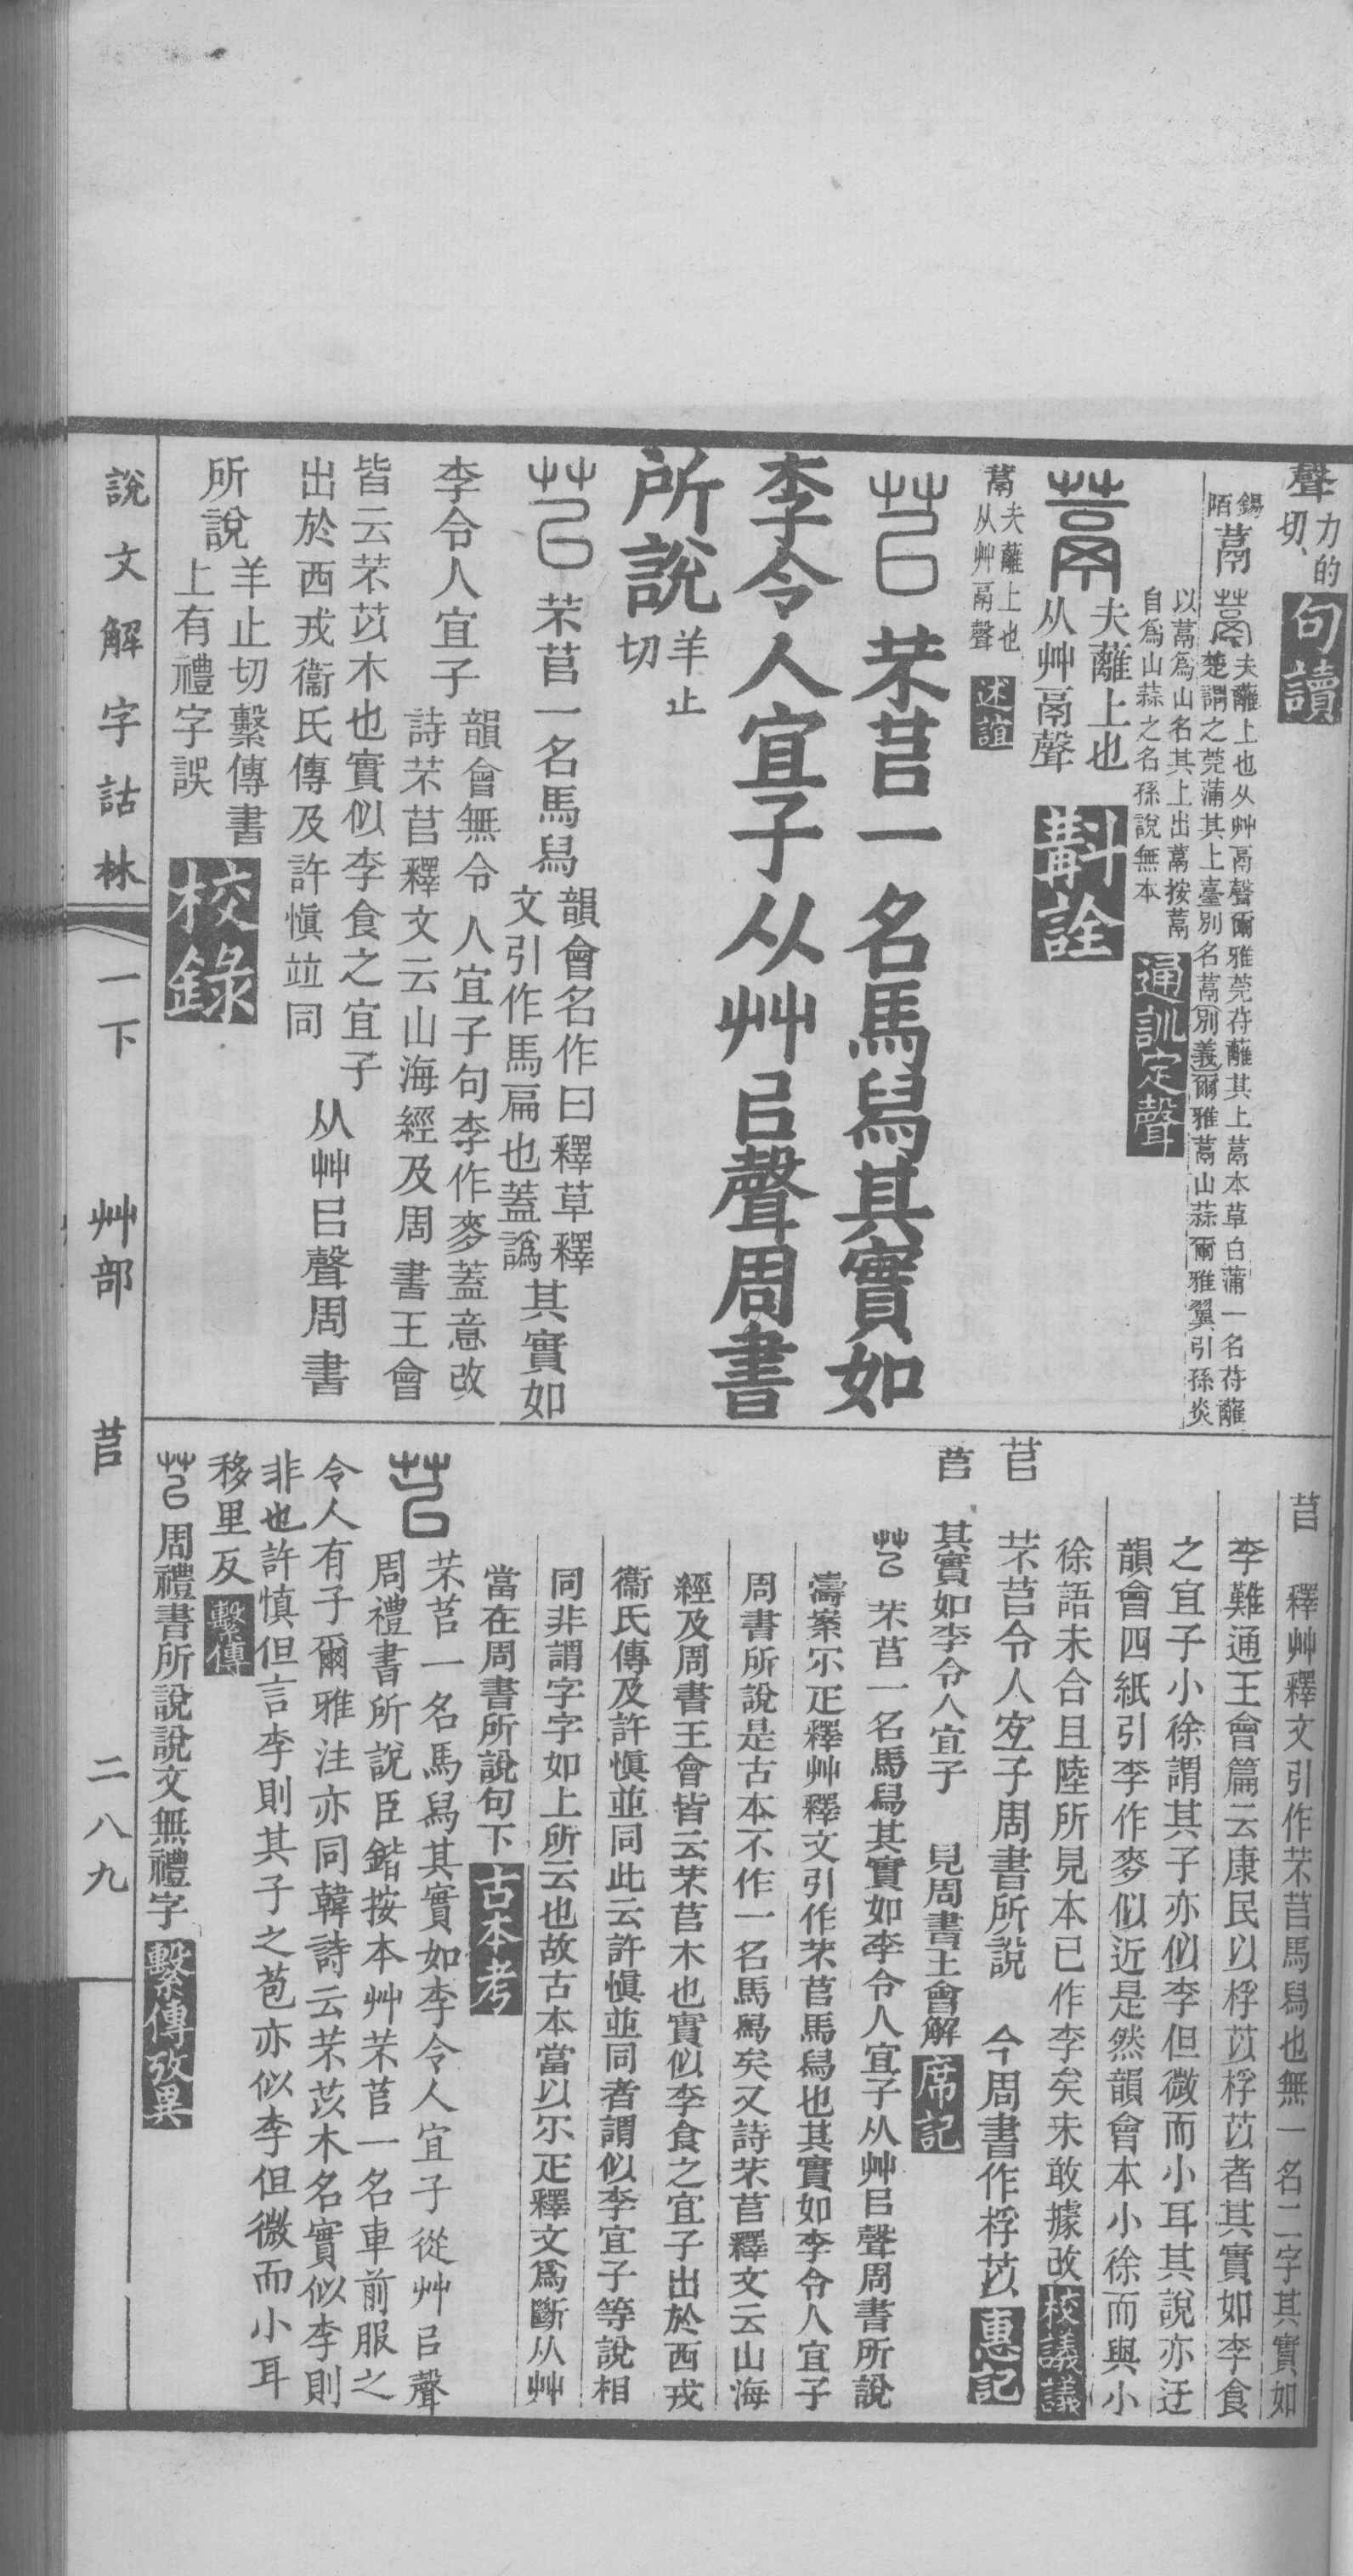 聲力的切句讀
錫陌䔥夫蘺上也从艸鬲聲爾雅莞苻蘺其上䔥本草白蒲一名苻蘺
楚謂之莞蒲其上臺別名䔥別義爾雅䔥山蒜爾雅翼引孫炎
以䔥爲山名其上出䔥按䔥
自爲山蒜之名孫說無本通訓定聲
夫蘺上也
从艸鬲聲斠詮
夫蘺上也
从艸鬲聲述誼
芣苢一名馬舄其實如
李令人宜子从艸㠯聲周書
所說羊止切
芣苢一名馬舄韻會名作曰釋草釋文引作馬扁也蓋譌其實如
李令人宜子韻會無令人宜子句李作麥蓋意改詩芣苢釋文云山海經及周書王會
皆云芣苡木也實似李食之宜子
出於西戎衞氏傳及許愼竝同从艸㠯聲周書
所說羊止切繫傳書上有禮字誤校錄
苢釋艸釋文引作芣苢馬舄也無一名二字其實如
李難通王會篇云康民以桴苡桴苡者其實如李食
之宜子小徐謂其子亦似李但微而小耳其說亦迂
韻會四紙引李作麥似近是然韻會本小徐而與小
徐語未合且陸所見本已作李矣未敢據改校議議
苢芣苢令人宐子周書所說 今周書作桴苡惠記
苢其實如李令人宜子 見周書王會解席記
芣苢一名馬舄其實如李令人宜子从艸㠯聲周書所說
濤案尒疋釋艸釋文引作芣苢馬舄也其實如李令人宜子
周書所說是古本不作一名馬舄矣又詩芣苢釋文云山海
經及周書王會皆云芣苢木也實似李食之宜子出於西戎
衞氏傳及許愼並同此云許愼並同者謂似李宜子等說相
同非謂字字如上所云也故古本當以尒疋釋文爲斷从艸
當在周書所說句下古本考
芣苢一名馬舄其實如李令人宜子從艸㠯聲
周禮書所說臣鍇按本艸芣苢一名車前服之
令人有子爾雅注亦同韓詩云芣苡木名實似李則
非也許慎但言李則其子之苞亦似李但微而小耳
移里反繫傳
周禮書所說說文無禮字繫傳攷異
說文解字詁林 一下 艸部 苢 二八九